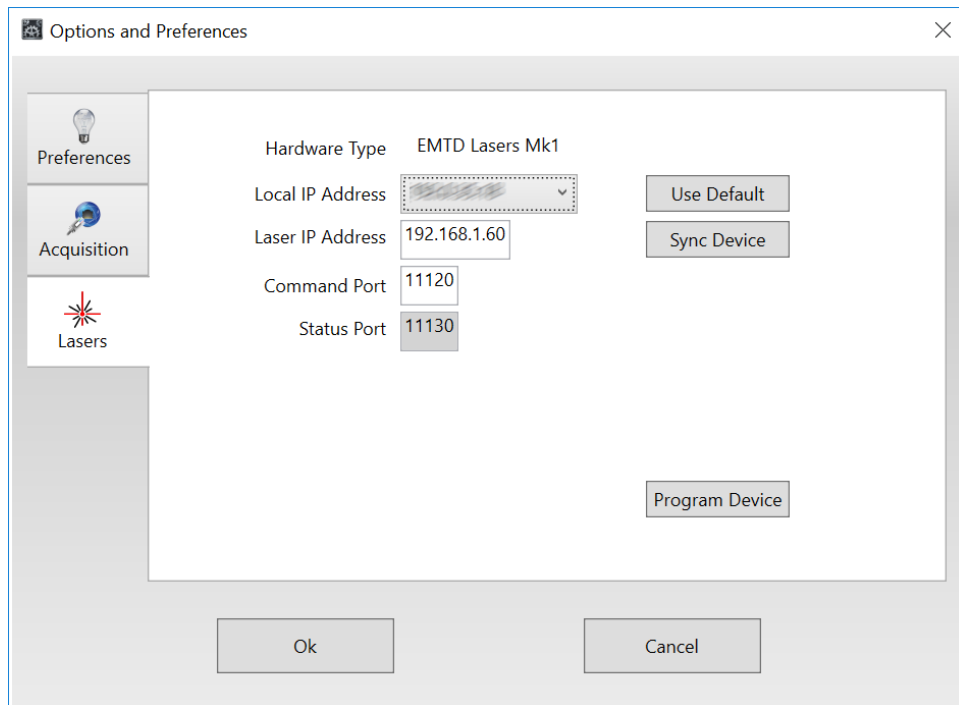 Options and Preferences
Preferences
Acquisition
Lasers
Hardware Type EMTD Lasers Mk1
Local IP Address Use Default
Laser IP Address 192.168.1.60 Sync Device
Command Port 11120
Status Port 11130
Program Device
Ok Cancel